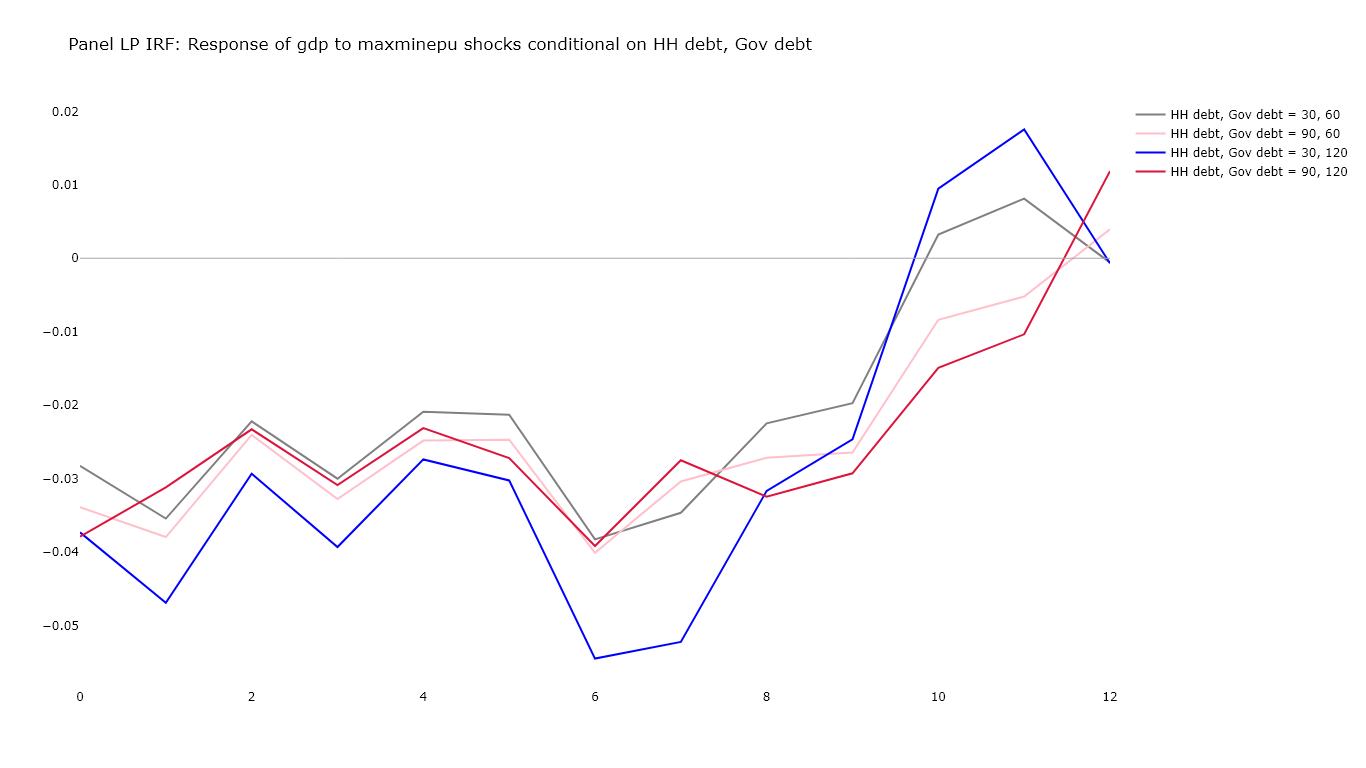 Panel LP IRF: Response of gdp to maxminepu shocks conditional on HH debt, Gov debt
0.02
0.01
0
−0.01
−0.02
−0.03
−0.04
−0.05
0 2 4 6 8 10 12
HH debt, Gov debt = 30, 60
HH debt, Gov debt = 90, 60
HH debt, Gov debt = 30, 120
HH debt, Gov debt = 90, 120